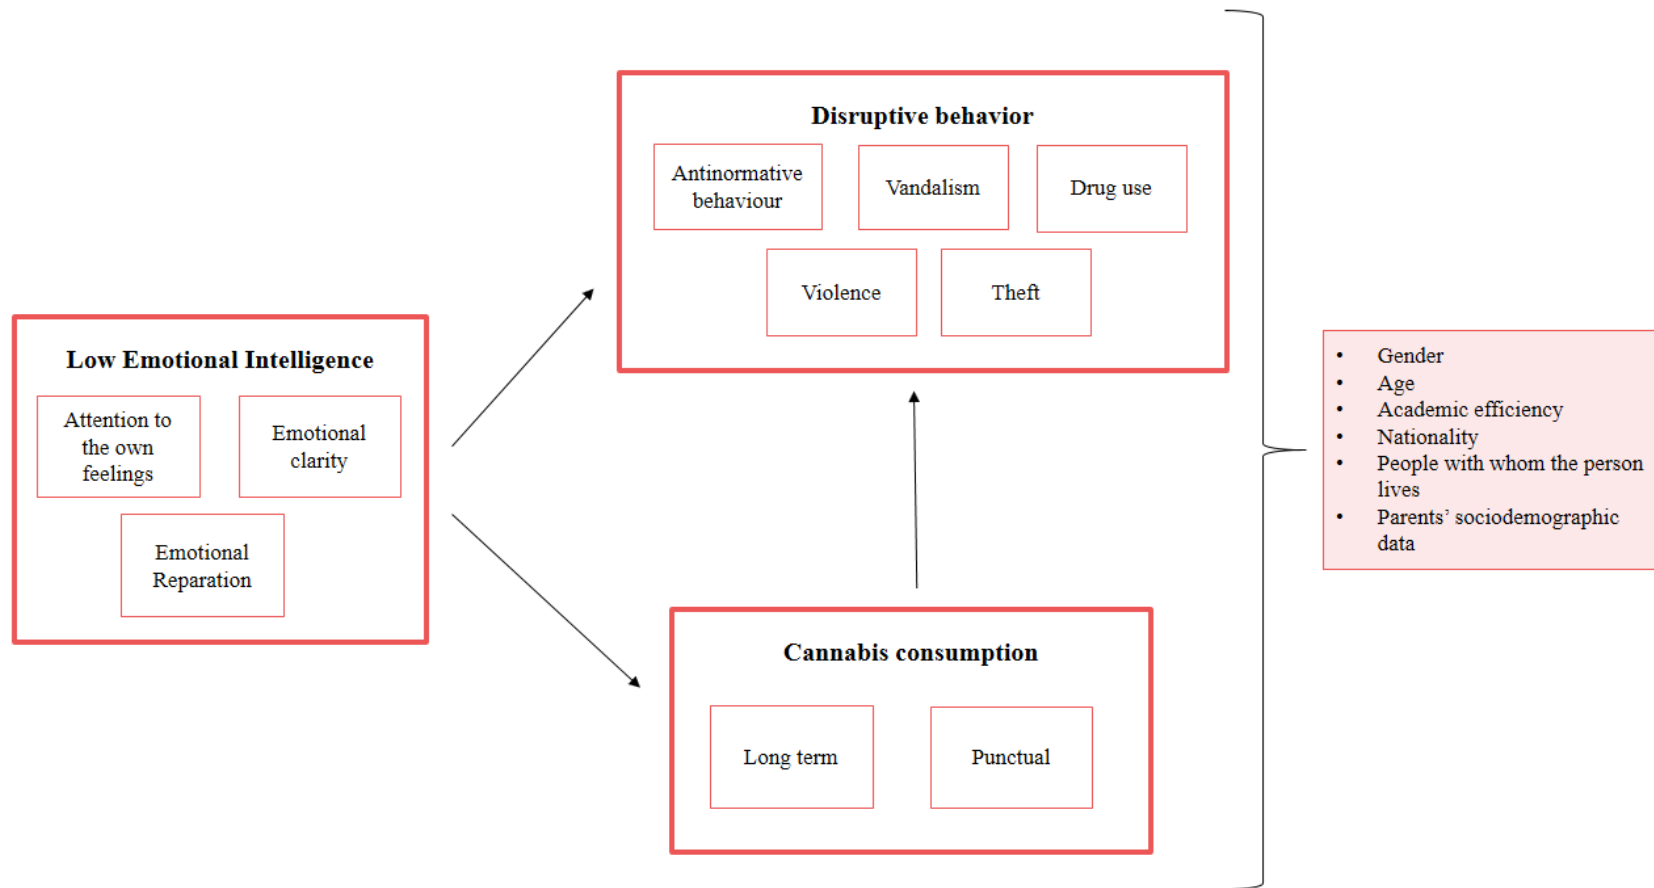 Disruptive behavior
Antinormative
behaviour
Vandalism
Drug use
Violence
Theft
Low Emotional Intelligence
Attention to
the own
feelings
Emotional
clarity
Emotional
Reparation
Cannabis consumption
Long term
Punctual
• Gender
• Age
• Academic efficiency
• Nationality
• People with whom the person
lives
• Parents’ sociodemographic
data